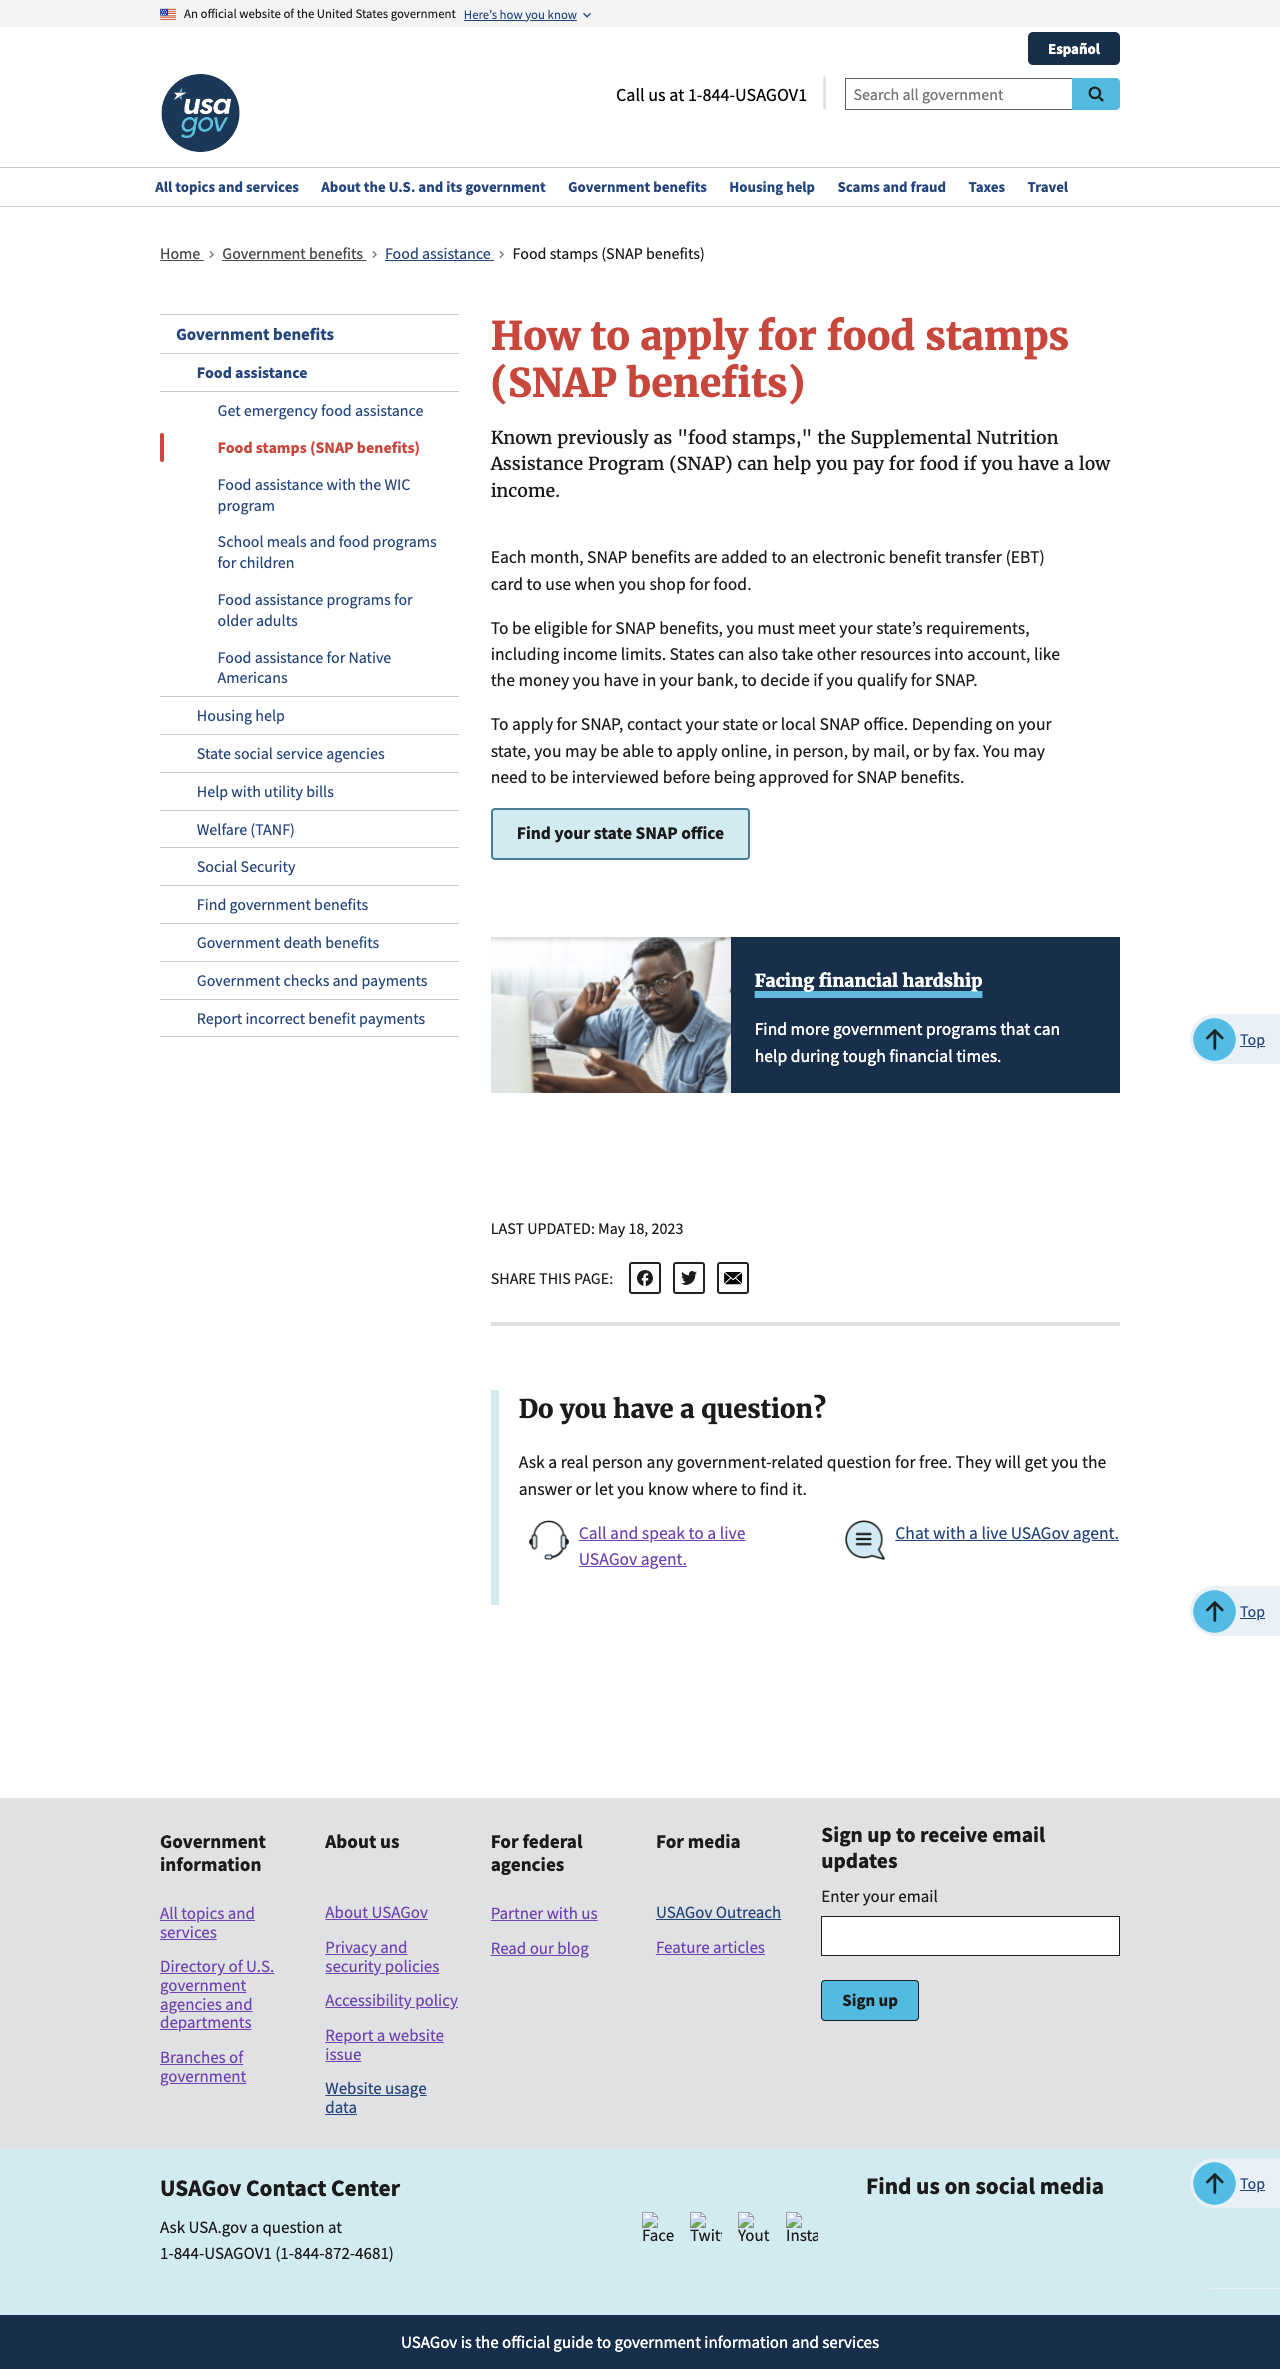 An official website of the United States government Here's how you know
Español
usa
gov
Call us at 1-844-USAGOV1
Search all government
All topics and services About the U.S. and its government Government benefits Housing help Scams and fraud Taxes Travel
Home Government benefits Food assistance Food stamps (SNAP benefits)
Government benefits
Food assistance
Get emergency food assistance
Food stamps (SNAP benefits)
Food assistance with the WIC
program
School meals and food programs
for children
Food assistance programs for
older adults
Food assistance for Native
Americans
Housing help
State social service agencies
Help with utility bills
Welfare (TANF)
Social Security
Find government benefits
Government death benefits
Government checks and payments
Report incorrect benefit payments
How to apply for food stamps
(SNAP benefits)
Known previously as "food stamps," the Supplemental Nutrition
Assistance Program (SNAP) can help you pay for food if you have a low
income.
Each month, SNAP benefits are added to an electronic benefit transfer (EBT)
card to use when you shop for food.
To be eligible for SNAP benefits, you must meet your state’s requirements,
including income limits. States can also take other resources into account, like
the money you have in your bank, to decide if you qualify for SNAP.
To apply for SNAP, contact your state or local SNAP office. Depending on your
state, you may be able to apply online, in person, by mail, or by fax. You may
need to be interviewed before being approved for SNAP benefits.
Find your state SNAP office
Facing financial hardship
Find more government programs that can
help during tough financial times.
Top
LAST UPDATED: May 18, 2023
SHARE THIS PAGE:
Do you have a question?
Ask a real person any government-related question for free. They will get you the
answer or let you know where to find it.
Call and speak to a live
USAGov agent.
Chat with a live USAGov agent.
Top
Government
information
All topics and
services
Directory of U.S.
government
agencies and
departments
Branches of
government
About us
About USAGov
Privacy and
security policies
Accessibility policy
Report a website
issue
Website usage
data
For federal
agencies
Partner with us
Read our blog
For media
USAGov Outreach
Feature articles
Sign up to receive email
updates
Enter your email
Sign up
USAGov Contact Center
Ask USA.gov a question at
1-844-USAGOV1 (1-844-872-4681)
Find us on social media
Face Twit Yout Insta
Top
USAGov is the official guide to government information and services